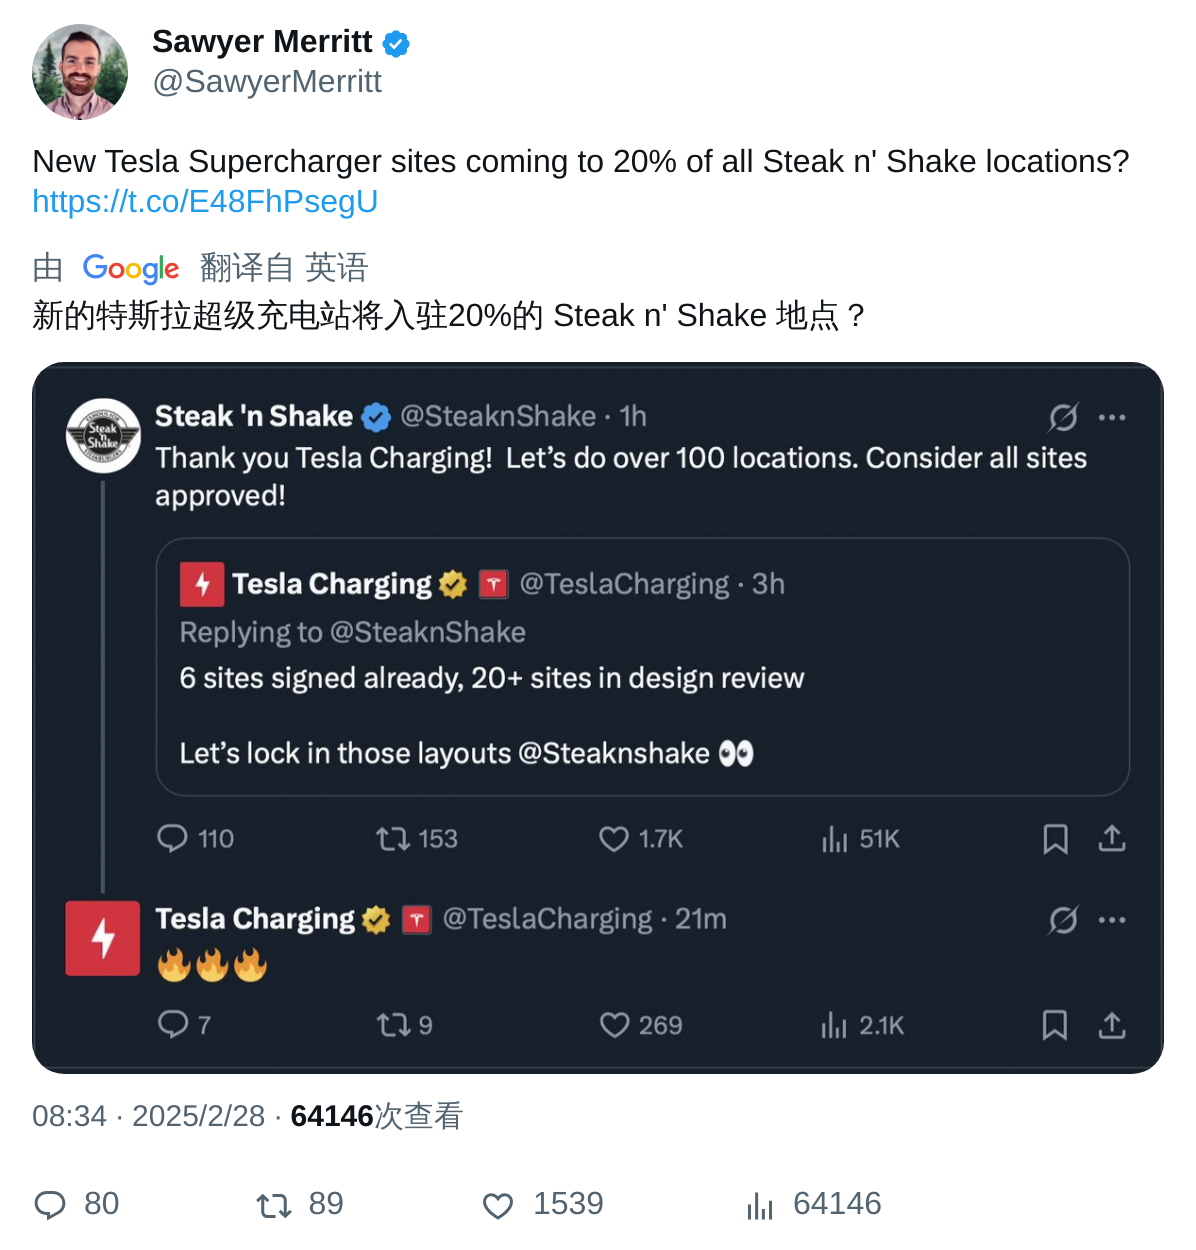 Sawyer Merritt
@SawyerMerritt
New Tesla Supercharger sites coming to 20% of all Steak n' Shake locations?
https://t.co/E48FhPsegU
由 Google 翻译自 英语
新的特斯拉超级充电站将入驻20%的 Steak n' Shake 地点？
Steak 'n Shake @SteaknShake · 1h
Thank you Tesla Charging! Let's do over 100 locations. Consider all sites
approved!
Tesla Charging @TeslaCharging · 3h
Replying to @SteaknShake
6 sites signed already, 20+ sites in design review
Let's lock in those layouts @Steaknshake 👀
110 153 1.7K 51K
Tesla Charging @TeslaCharging · 21m
🔥🔥🔥
7 9 269 2.1K
08:34 · 2025/2/28 · 64146次查看
80 89 1539 64146